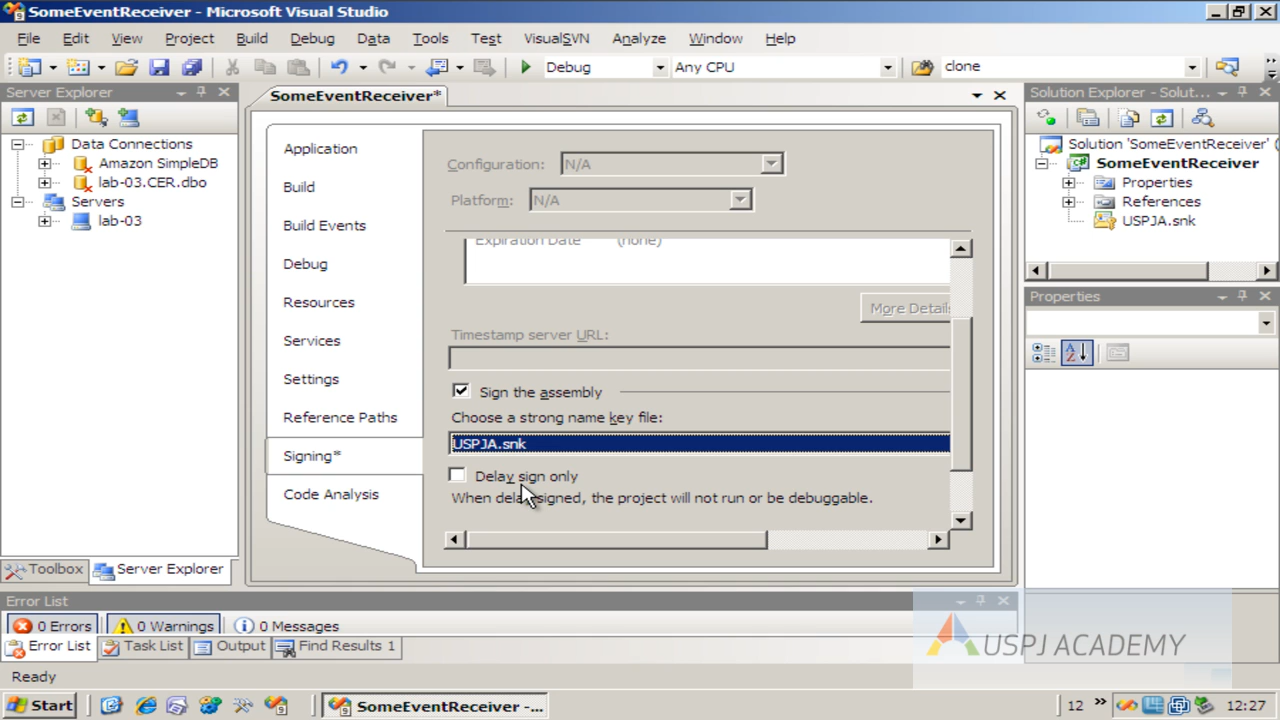 SomeEventReceiver - Microsoft Visual Studio
File Edit View Project Build Debug Data Tools Test VisualSVN Analyze Window Help
Debug Any CPU clone
Server Explorer
Data Connections
Amazon SimpleDB
lab-03.CER.dbo
Servers
lab-03
Toolbox Server Explorer
SomeEventReceiver*
Application
Build
Build Events
Debug
Resources
Services
Settings
Reference Paths
Signing*
Code Analysis
Configuration: N/A
Platform: N/A
Expiration Date (none)
More Details
Timestamp server URL:
Sign the assembly
Choose a strong name key file:
USPJA.snk
Delay sign only
When delay signed, the project will not run or be debuggable.
Solution Explorer - Solut...
Solution 'SomeEventReceiver' (
SomeEventReceiver
Properties
References
USPJA.snk
Properties
Error List
0 Errors 0 Warnings 0 Messages
Error List Task List Output Find Results 1
USPJ ACADEMY
Ready
Start SomeEventReceiver -... 12 » 12:27